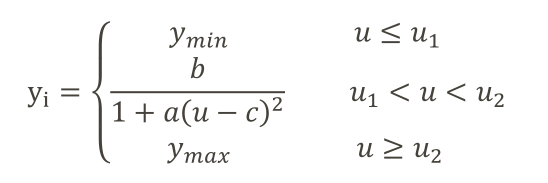 y_min u ≤ u_1
y_i = { b / (1 + a(u − c)^2) u_1 < u < u_2
y_max u ≥ u_2